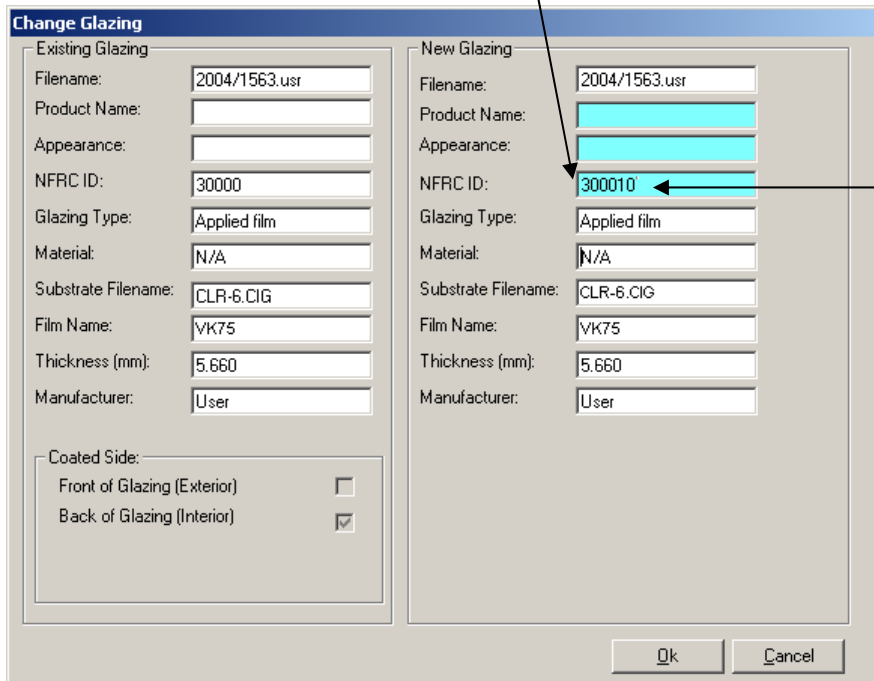 Change Glazing
Existing Glazing
Filename: 2004/1563.usr
Product Name:
Appearance:
NFRC ID: 30000
Glazing Type: Applied film
Material: N/A
Substrate Filename: CLR-6.CIG
Film Name: VK75
Thickness (mm): 5.660
Manufacturer: User
Coated Side:
Front of Glazing (Exterior)
Back of Glazing (Interior)
New Glazing
Filename: 2004/1563.usr
Product Name:
Appearance:
NFRC ID: 300010
Glazing Type: Applied film
Material: N/A
Substrate Filename: CLR-6.CIG
Film Name: VK75
Thickness (mm): 5.660
Manufacturer: User
Ok
Cancel